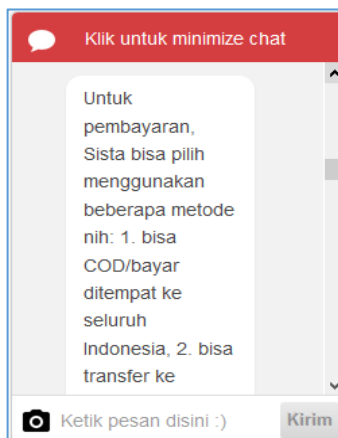 Klik untuk minimize chat
Untuk
pembayaran,
Sista bisa pilih
menggunakan
beberapa metode
nih: 1. bisa
COD/bayar
ditempat ke
seluruh
Indonesia, 2. bisa
transfer ke
Ketik pesan disini :)
Kirim